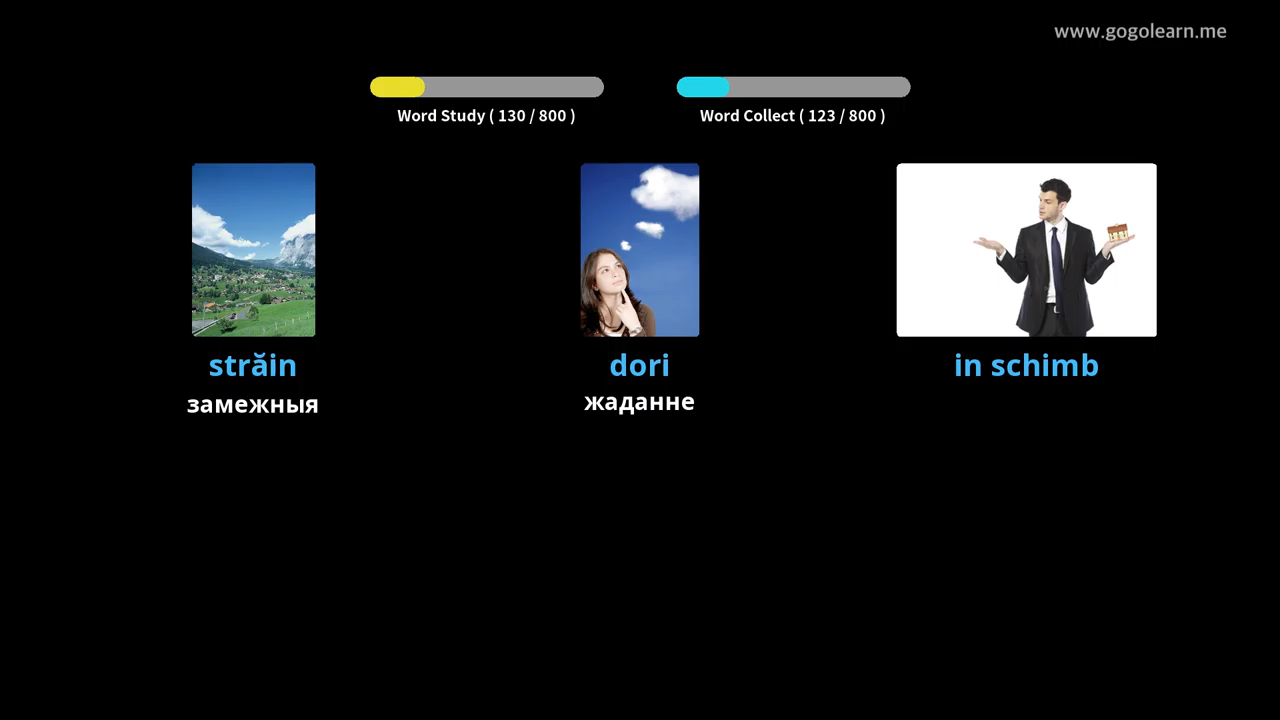 www.gogolearn.me
Word Study ( 130 / 800 )
Word Collect ( 123 / 800 )
străin
dori
in schimb
замежныя
жаданне